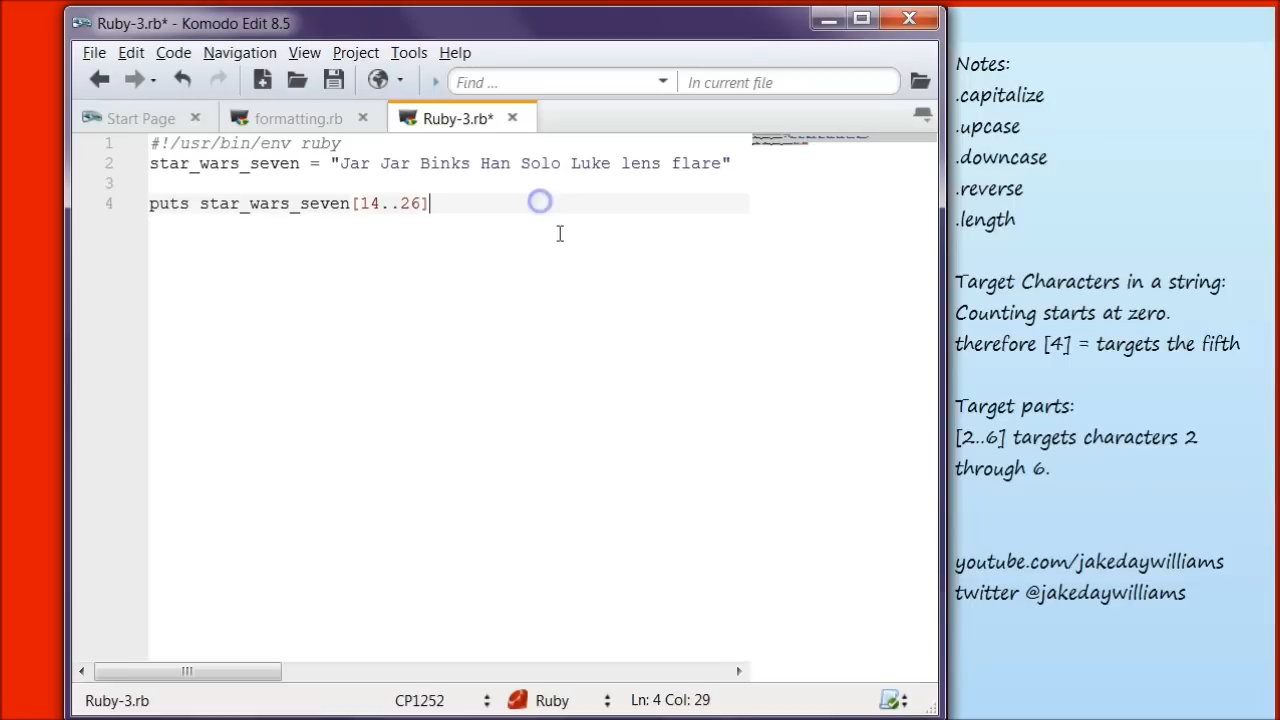 Ruby-3.rb* - Komodo Edit 8.5
File Edit Code Navigation View Project Tools Help
Find ... In current file
Start Page formatting.rb Ruby-3.rb*
1 #!/usr/bin/env ruby
2 star_wars_seven = "Jar Jar Binks Han Solo Luke lens flare"
3
4 puts star_wars_seven[14..26]
Ruby-3.rb CP1252 Ruby Ln: 4 Col: 29
Notes:
.capitalize
.upcase
.downcase
.reverse
.length
Target Characters in a string:
Counting starts at zero.
therefore [4] = targets the fifth
Target parts:
[2..6] targets characters 2
through 6.
youtube.com/jakedaywilliams
twitter @jakedaywilliams